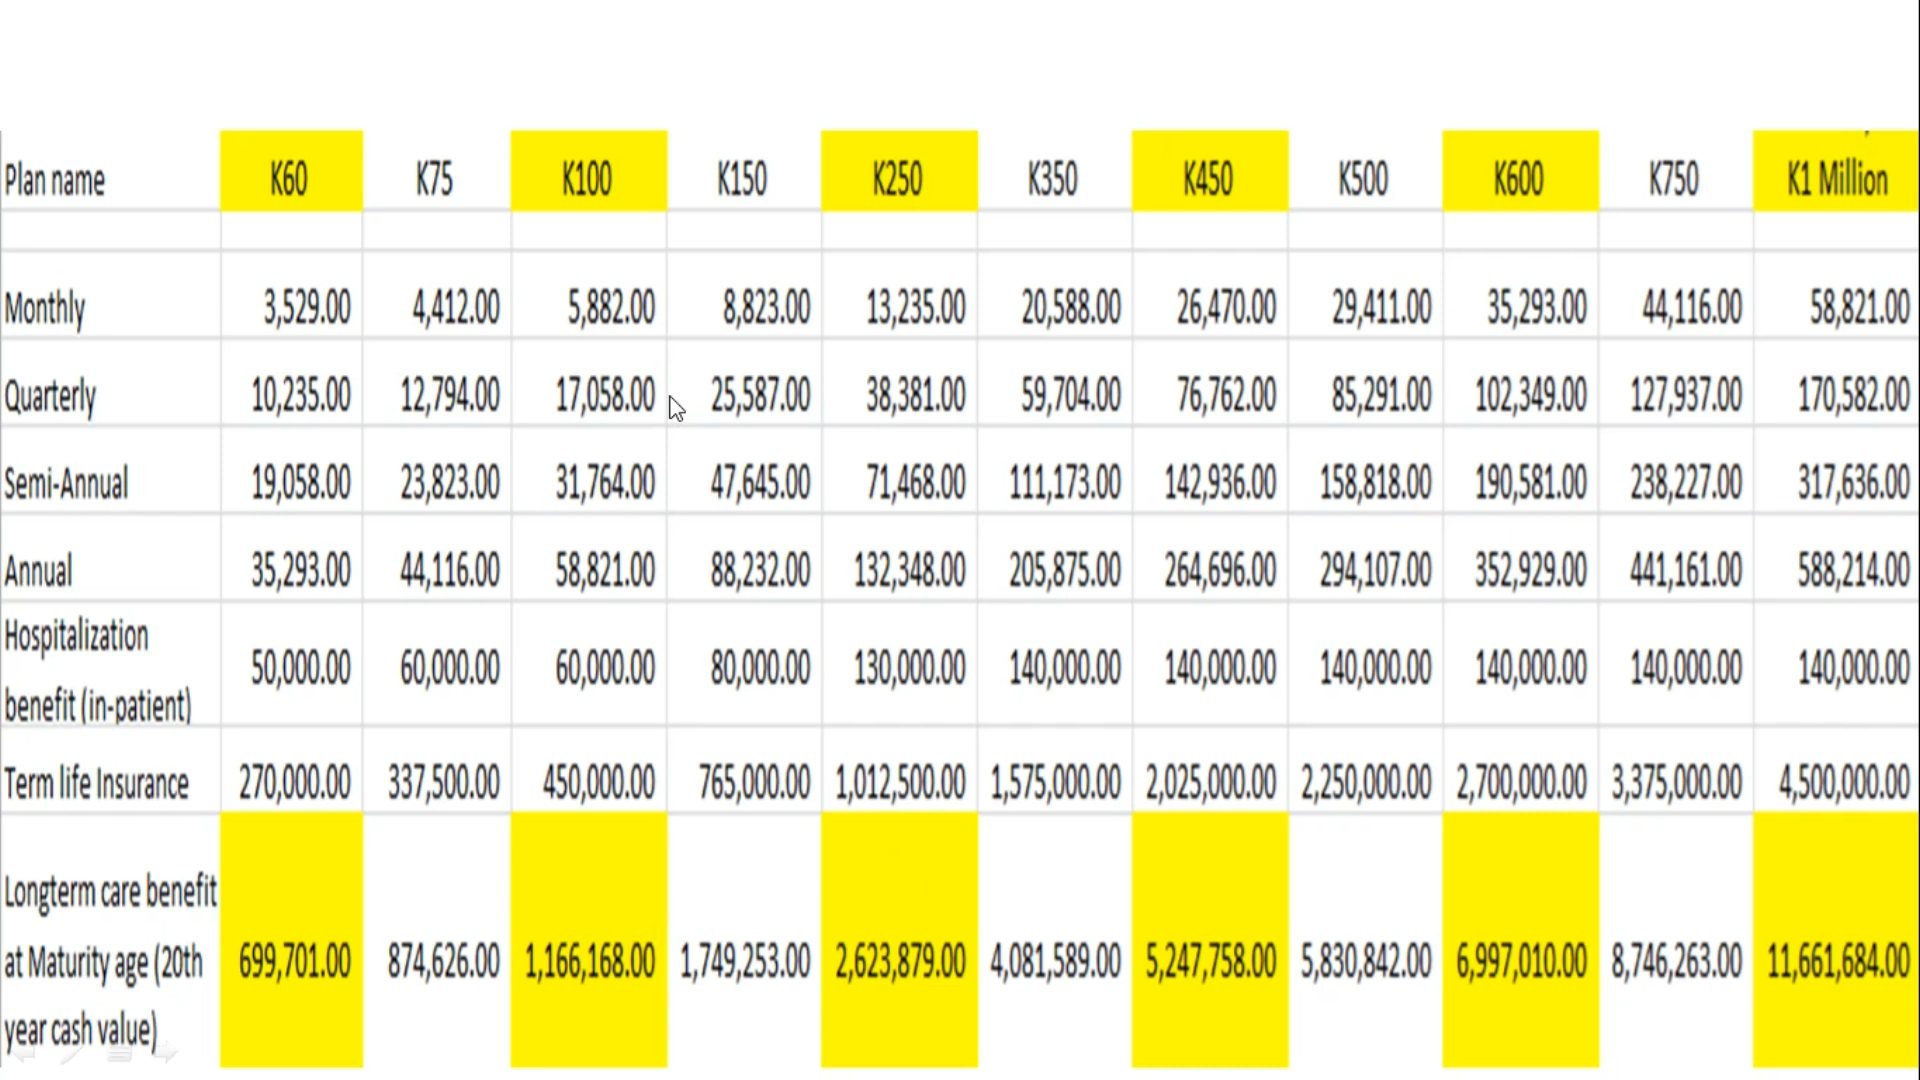 Plan name K60 K75 K100 K150 K250 K350 K450 K500 K600 K750 K1 Million
Monthly 3,529.00 4,412.00 5,882.00 8,823.00 13,235.00 20,588.00 26,470.00 29,411.00 35,293.00 44,116.00 58,821.00
Quarterly 10,235.00 12,794.00 17,058.00 25,587.00 38,381.00 59,704.00 76,762.00 85,291.00 102,349.00 127,937.00 170,582.00
Semi-Annual 19,058.00 23,823.00 31,764.00 47,645.00 71,468.00 111,173.00 142,936.00 158,818.00 190,581.00 238,227.00 317,636.00
Annual 35,293.00 44,116.00 58,821.00 88,232.00 132,348.00 205,875.00 264,696.00 294,107.00 352,929.00 441,161.00 588,214.00
Hospitalization
benefit (in-patient) 50,000.00 60,000.00 60,000.00 80,000.00 130,000.00 140,000.00 140,000.00 140,000.00 140,000.00 140,000.00 140,000.00
Term life Insurance 270,000.00 337,500.00 450,000.00 765,000.00 1,012,500.00 1,575,000.00 2,025,000.00 2,250,000.00 2,700,000.00 3,375,000.00 4,500,000.00
Longterm care benefit
at Maturity age (20th 699,701.00 874,626.00 1,166,168.00 1,749,253.00 2,623,879.00 4,081,589.00 5,247,758.00 5,830,842.00 6,997,010.00 8,746,263.00 11,661,684.00
year cash value)